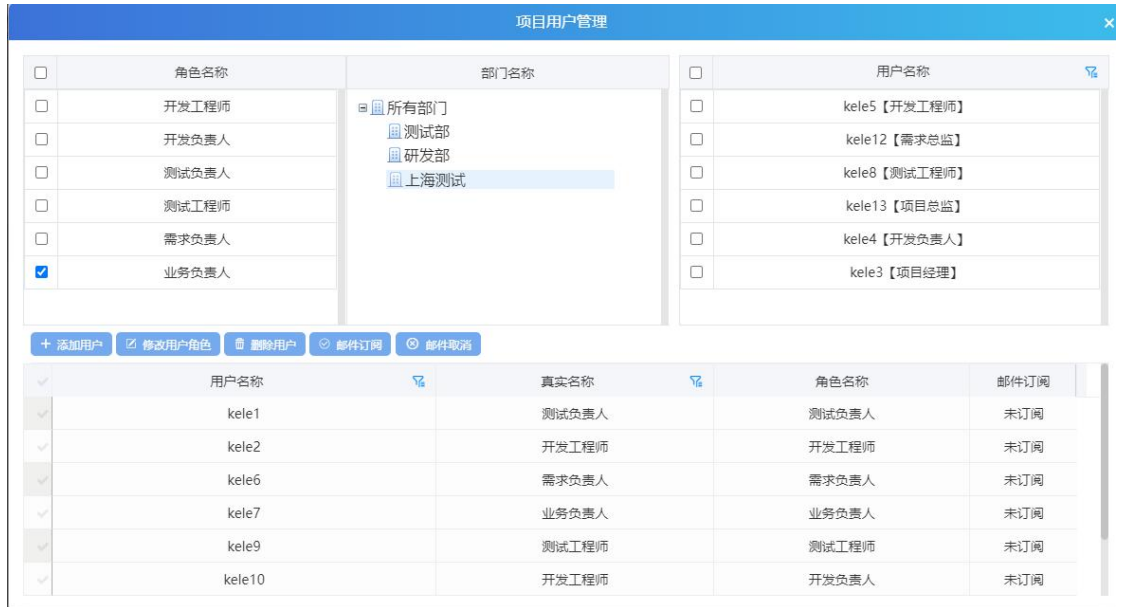 项目用户管理 ×
角色名称 部门名称 用户名称
开发工程师
开发负责人
测试负责人
测试工程师
需求负责人
业务负责人
所有部门
测试部
研发部
上海测试
kele5【开发工程师】
kele12【需求总监】
kele8【测试工程师】
kele13【项目总监】
kele4【开发负责人】
kele3【项目经理】
添加用户 修改用户角色 删除用户 邮件订阅 邮件取消
用户名称 真实名称 角色名称 邮件订阅
kele1 测试负责人 测试负责人 未订阅
kele2 开发工程师 开发工程师 未订阅
kele6 需求负责人 需求负责人 未订阅
kele7 业务负责人 业务负责人 未订阅
kele9 测试工程师 测试工程师 未订阅
kele10 开发工程师 开发负责人 未订阅